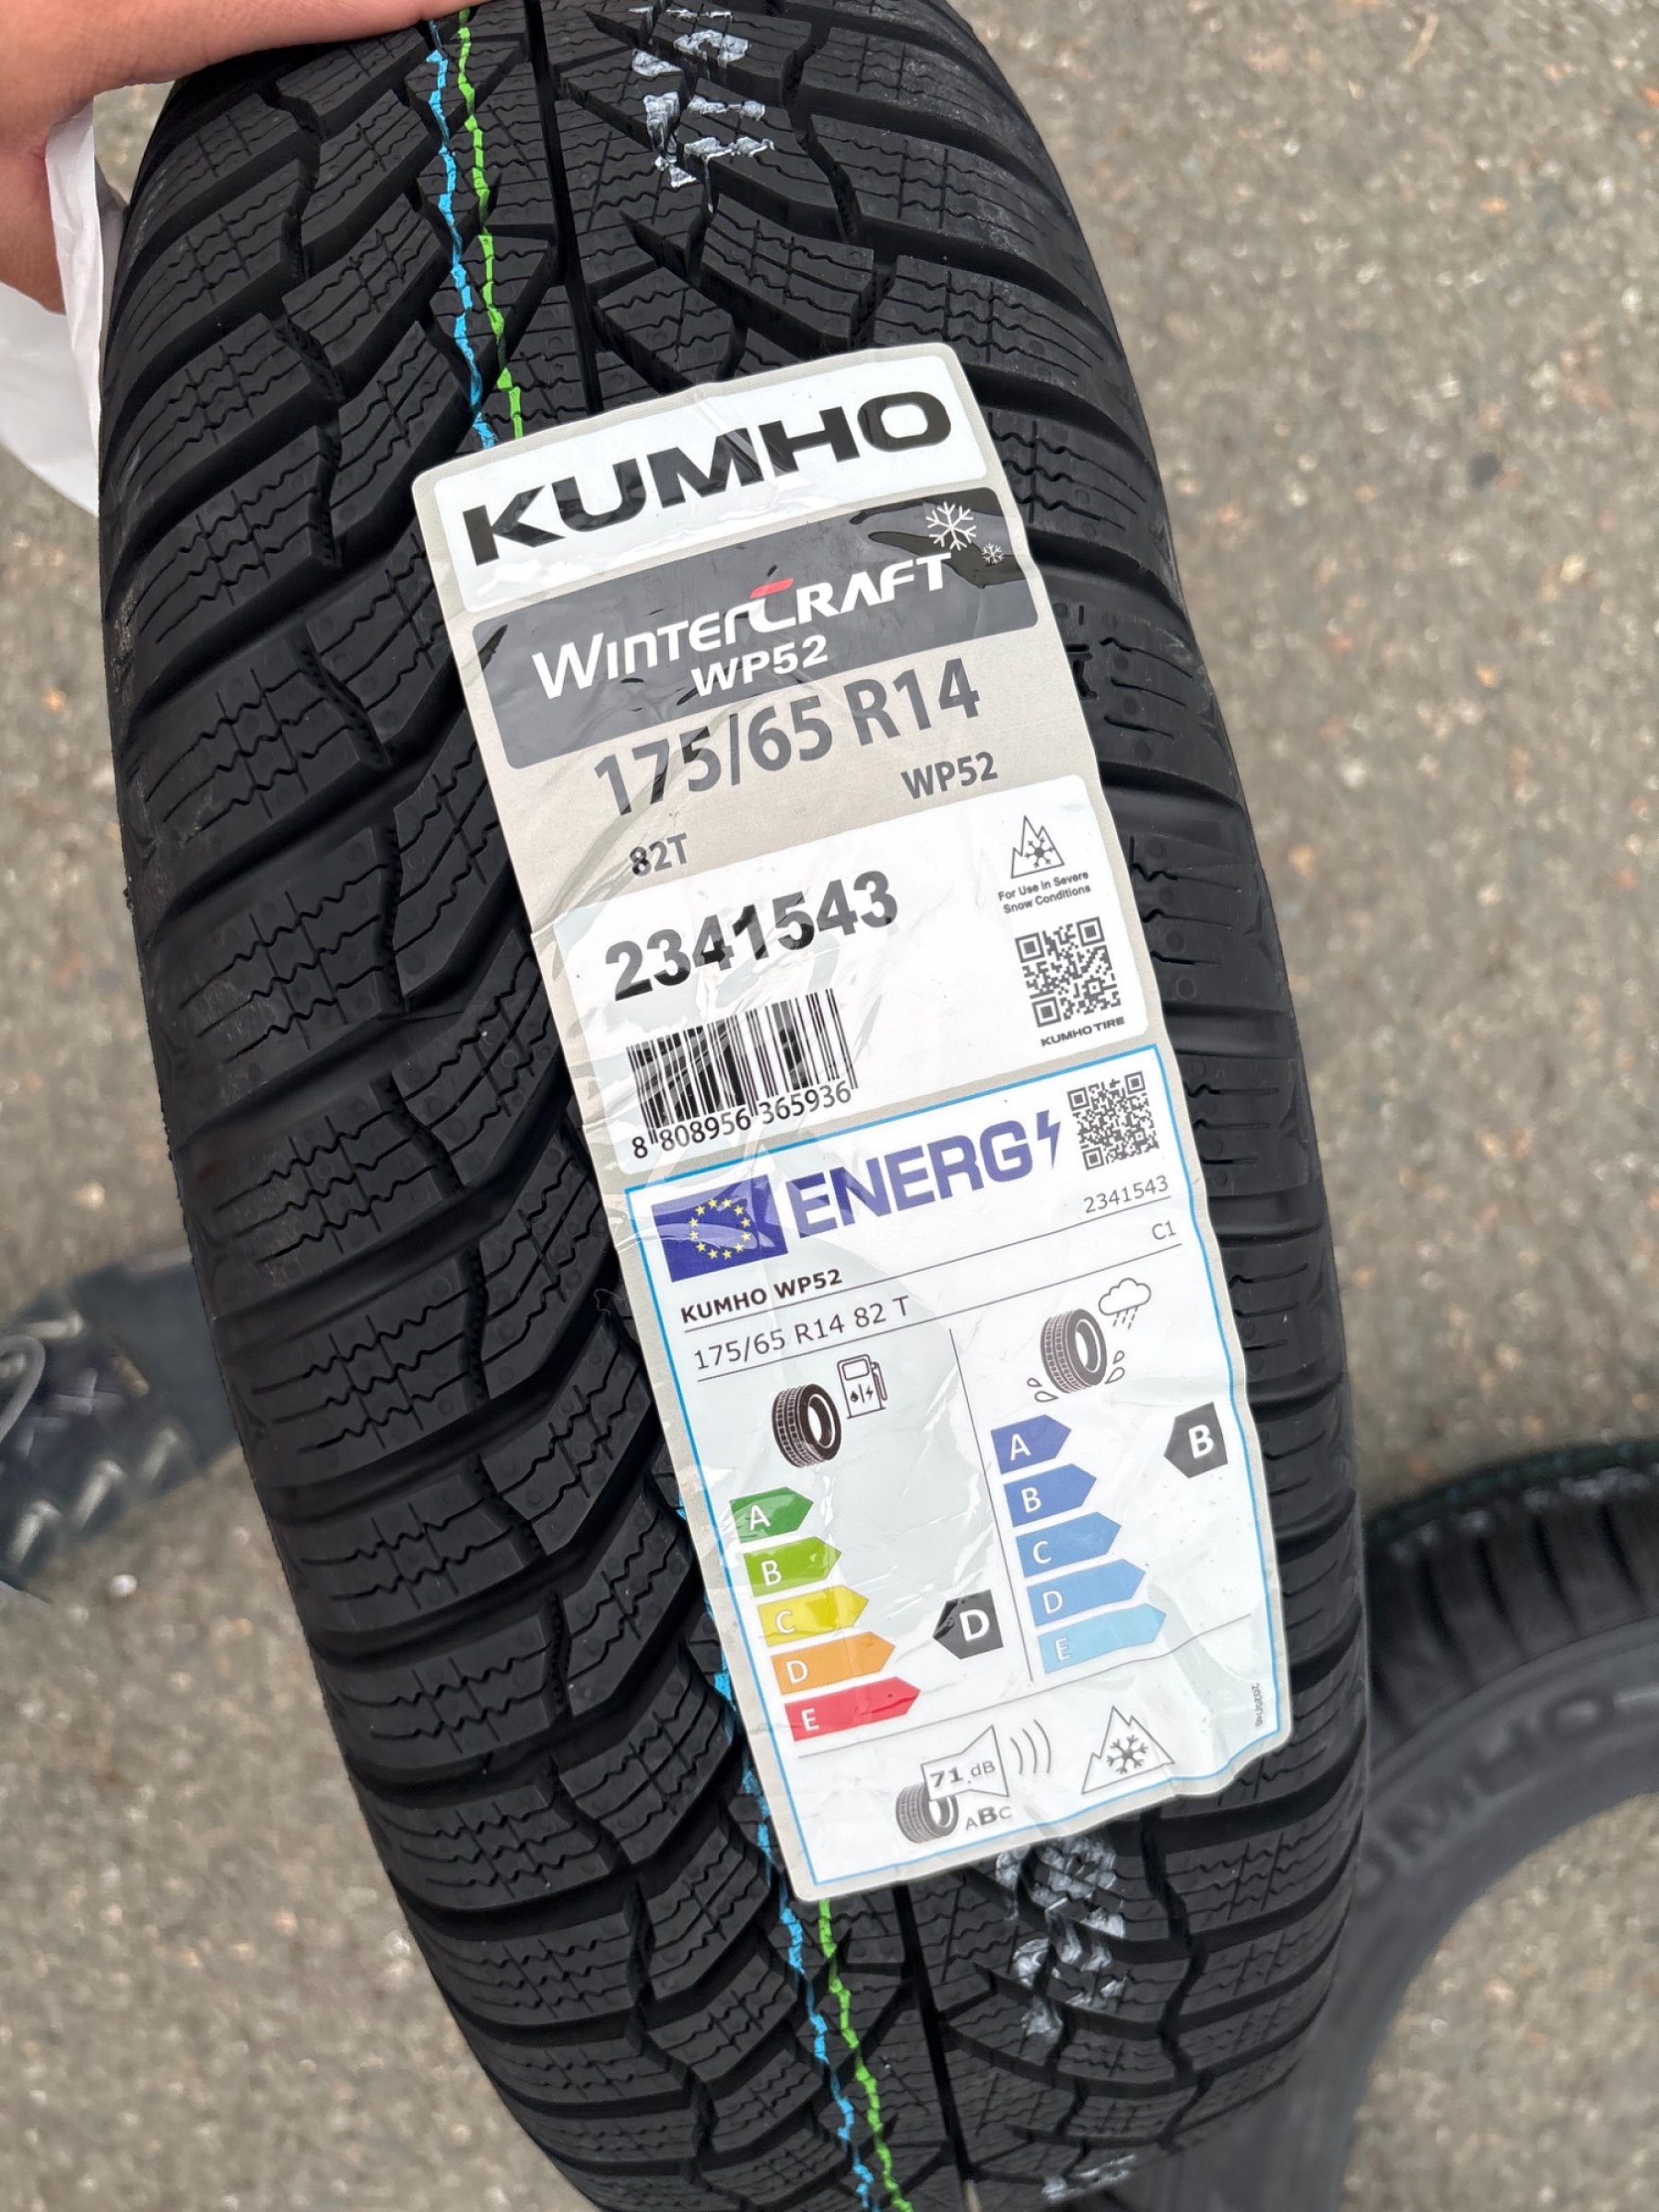 KUMHO
WINTERCRAFT
WP52
175/65 R14
WP52
82T
For Use in Severe
Snow Conditions
2341543
KUMHO TIRE
8 808956 365936
ENERG
2341543
KUMHO WP52
C1
175/65 R14 82 T
A
B
C
D
E
D
A
B
C
D
E
B
71 dB
ABC